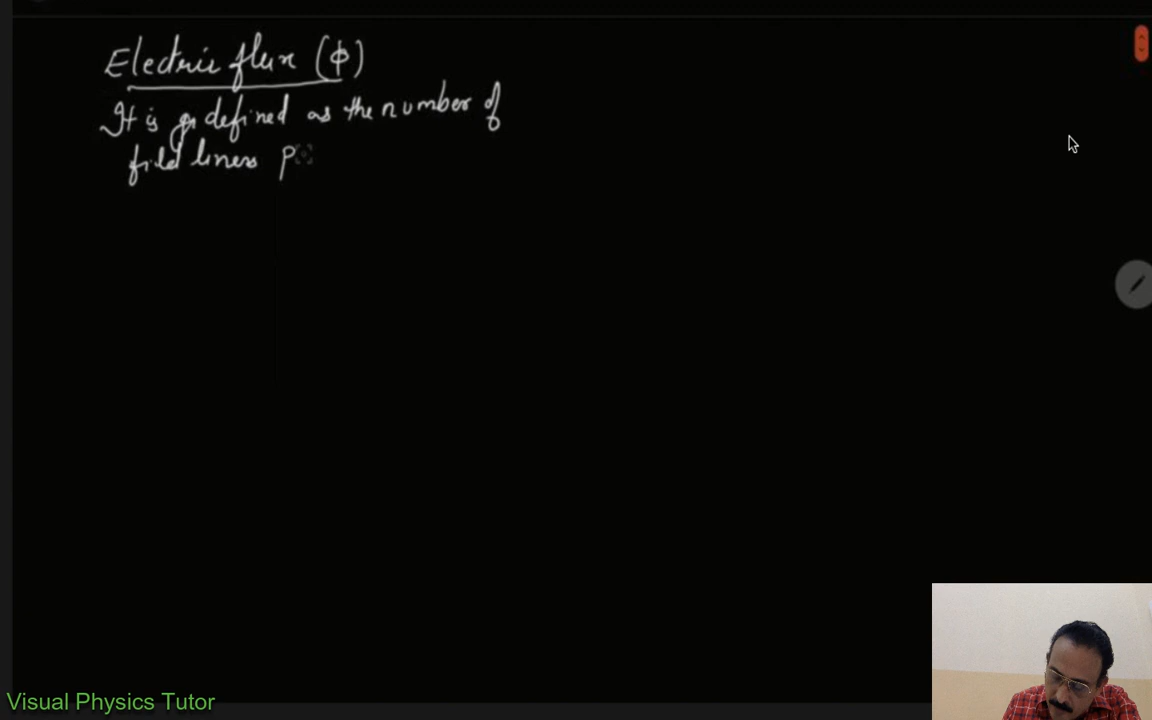 Electric flux (ϕ)
It is defined as the number of
field lines p
Visual Physics Tutor